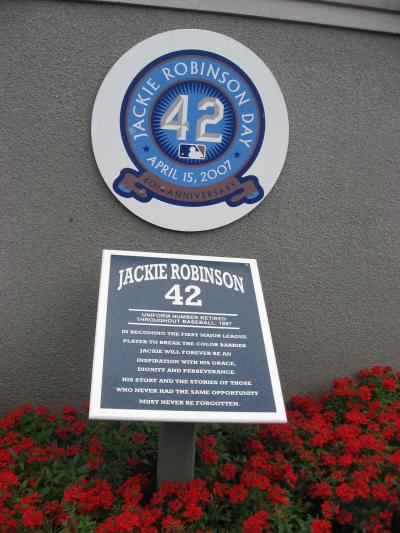 JACKIE ROBINSON DAY
42
APRIL 15, 2007
60TH ANNIVERSARY
JACKIE ROBINSON
42
UNIFORM NUMBER RETIRED
THROUGHOUT BASEBALL: 1997
IN BECOMING THE FIRST MAJOR LEAGUE
PLAYER TO BREAK THE COLOR BARRIER
JACKIE WILL FOREVER BE AN
INSPIRATION WITH HIS GRACE,
DIGNITY AND PERSEVERANCE.
HIS STORY AND THE STORIES OF THOSE
WHO NEVER HAD THE SAME OPPORTUNITY
MUST NEVER BE FORGOTTEN.